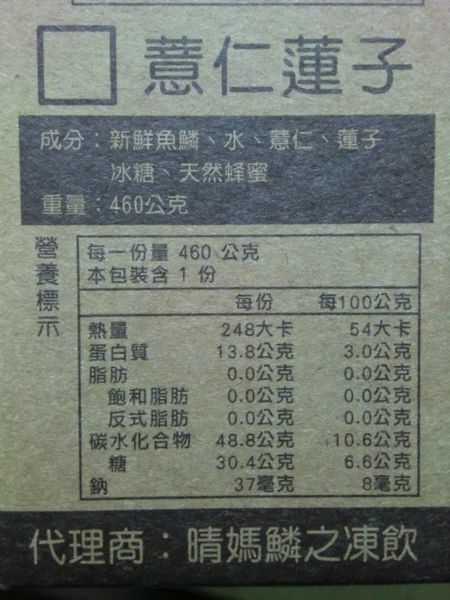 薏仁蓮子
成分：新鮮魚鱗、水、薏仁、蓮子
冰糖、天然蜂蜜
重量：460公克
營養標示
每一份量 460 公克
本包裝含 1 份
每份 每100公克
熱量 248大卡 54大卡
蛋白質 13.8公克 3.0公克
脂肪 0.0公克 0.0公克
飽和脂肪 0.0公克 0.0公克
反式脂肪 0.0公克 0.0公克
碳水化合物 48.8公克 10.6公克
糖 30.4公克 6.6公克
鈉 37毫克 8毫克
代理商：晴媽鱗之凍飲